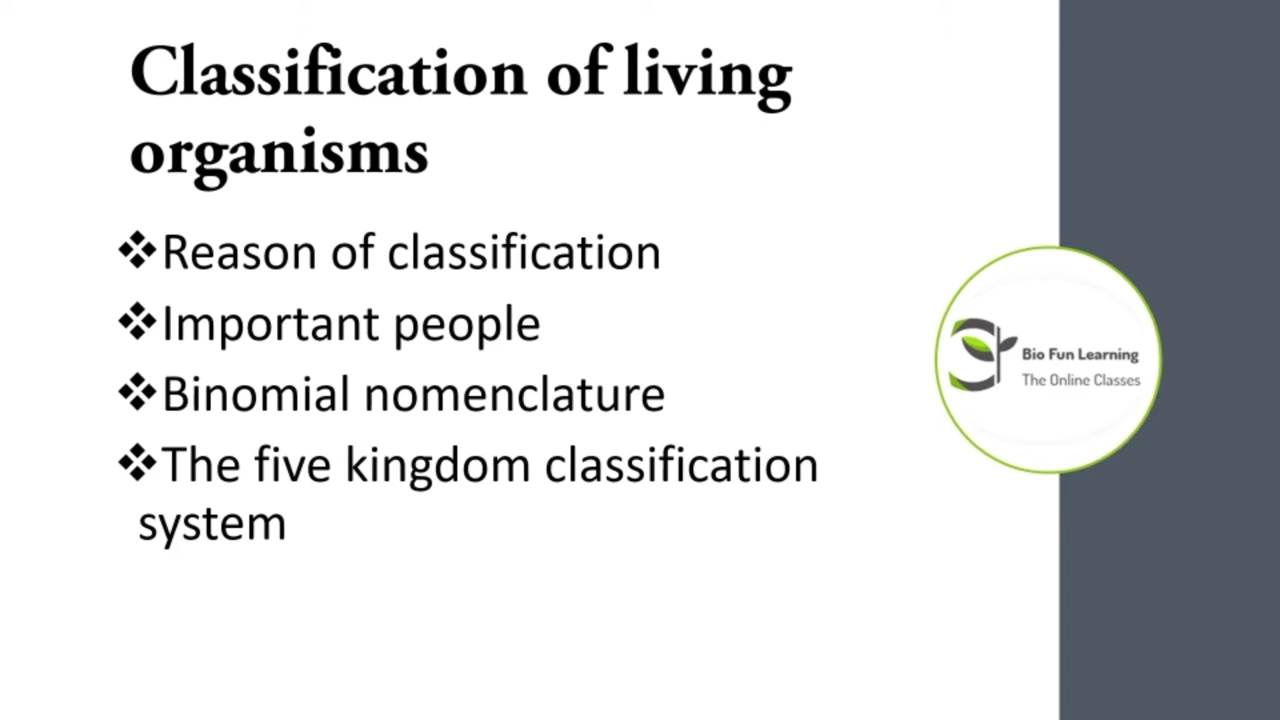 Classification of living
organisms
❖Reason of classification
❖Important people
❖Binomial nomenclature
❖The five kingdom classification
system
Bio Fun Learning
The Online Classes